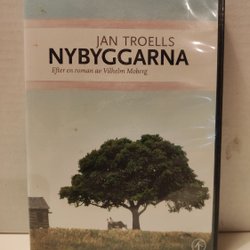 JAN TROELLS
NYBYGGARNA
Efter en roman av Vilhelm Moberg